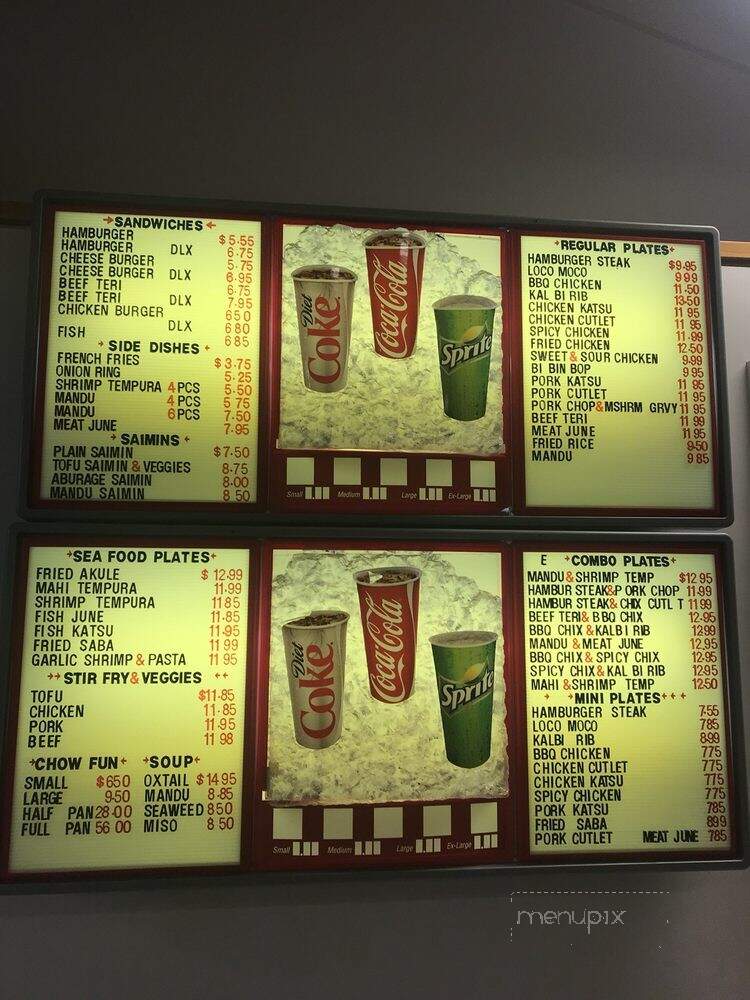 SANDWICHES
HAMBURGER $5.55
HAMBURGER DLX 6.75
CHEESE BURGER 5.75
CHEESE BURGER DLX 6.95
BEEF TERI 6.75
BEEF TERI DLX 7.95
CHICKEN BURGER 6 50
DLX 6 80
FISH 6 85
SIDE DISHES
FRENCH FRIES $3.75
ONION RING 5.25
SHRIMP TEMPURA 4 PCS 5.50
MANDU 4 PCS 5 75
MANDU 6 PCS 7.50
MEAT JUNE 7.95
SAIMINS
PLAIN SAIMIN $7.50
TOFU SAIMIN & VEGGIES 8.75
ABURAGE SAIMIN 8.00
MANDU SAIMIN 8 50
Diet Coke
Coca-Cola
Sprite
Small Medium Large Ex-Large
REGULAR PLATES
HAMBURGER STEAK $9.95
LOCO MOCO 9 99
BBQ CHICKEN 11.50
KAL BI RIB 13.50
CHICKEN KATSU 11 95
CHICKEN CUTLET 11 95
SPICY CHICKEN 11.99
FRIED CHICKEN 12.50
SWEET & SOUR CHICKEN 9.99
BI BIN BOP 9 95
PORK KATSU 11 95
PORK CUTLET 11 95
PORK CHOP & MSHRM GRVY 11 95
BEEF TERI 11 99
MEAT JUNE 11 95
FRIED RICE 9.50
MANDU 9 85
SEA FOOD PLATES
FRIED AKULE $ 12.99
MAHI TEMPURA 11.99
SHRIMP TEMPURA 11 85
FISH JUNE 11.85
FISH KATSU 11.95
FRIED SABA 11 99
GARLIC SHRIMP & PASTA 11 95
STIR FRY & VEGGIES
TOFU $11.85
CHICKEN 11.85
PORK 11.95
BEEF 11 98
CHOW FUN
SMALL $6 50
LARGE 9.50
HALF PAN 28.00
FULL PAN 56 00
SOUP
OXTAIL $14 95
MANDU 8.85
SEAWEED 8 50
MISO 8 50
Diet Coke
Coca-Cola
Sprite
Small Medium Large Ex-Large
E COMBO PLATES
MANDU & SHRIMP TEMP $12 95
HAMBUR STEAK & P ORK CHOP 11.99
HAMBUR STEAK & CHIX CUTL T 11 99
BEEF TERI & B BQ CHIX 12.95
BBQ CHIX & KALB I RIB 12 99
MANDU & MEAT JUNE 12,95
BBQ CHIX & SPICY CHIX 12.95
SPICY CHIX & KAL BI RIB 12 95
MAHI & SHRIMP TEMP 12 50
MINI PLATES
HAMBURGER STEAK 7.55
LOCO MOCO 7 85
KALBI RIB 8.99
BBQ CHICKEN 7 75
CHICKEN CUTLET 7 75
CHICKEN KATSU 7 75
SPICY CHICKEN 7 75
PORK KATSU 7 85
FRIED SABA 8 99
PORK CUTLET MEAT JUNE 7 85
menupix